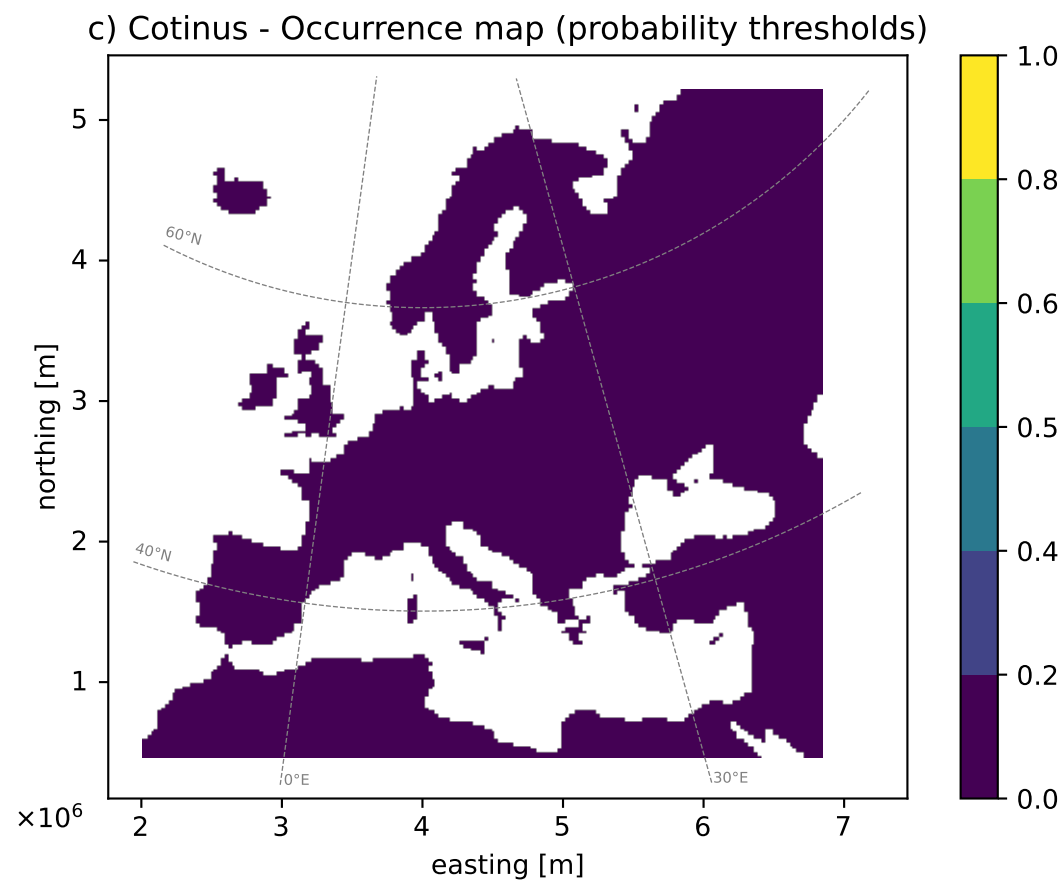 c) Cotinus - Occurrence map (probability thresholds)
1.0
0.8
0.6
0.5
0.4
0.2
0.0
northing [m]
5
4
3
2
1
60°N
40°N
0°E
30°E
×10⁶
2 3 4 5 6 7
easting [m]